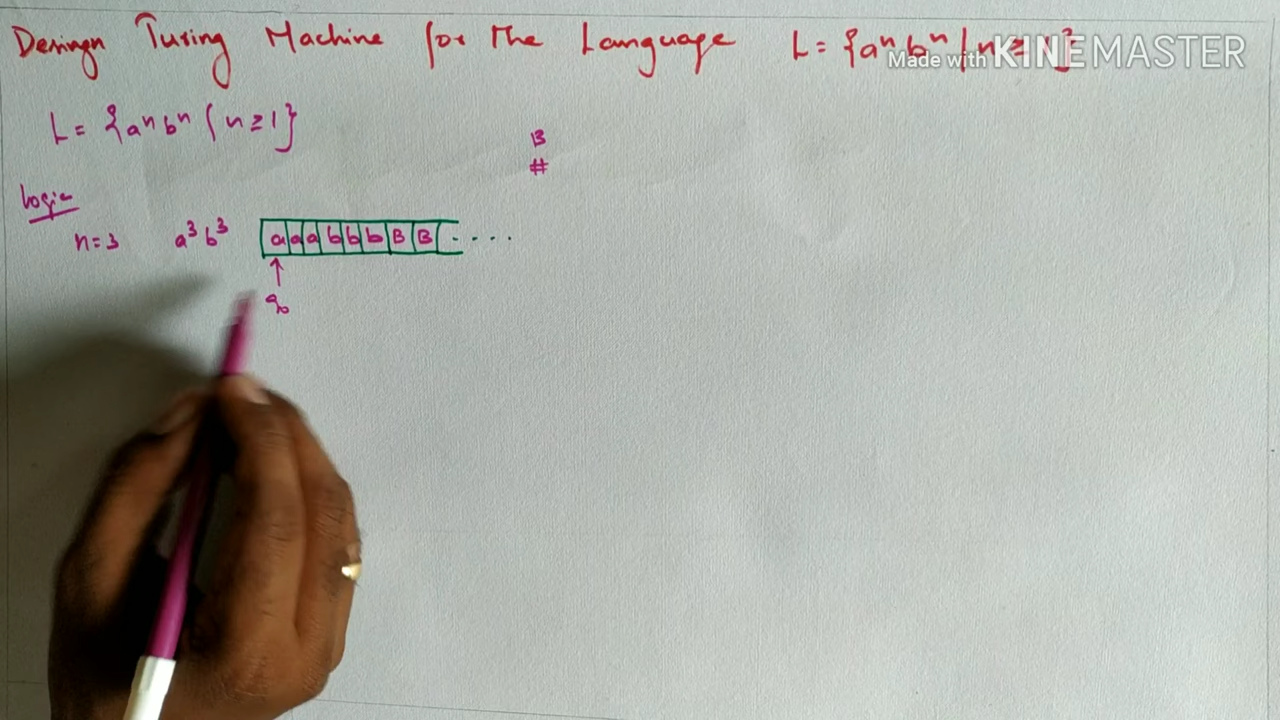 Design Turing Machine for the Language L = {aⁿbⁿ | n ≥ 1}
Made with KINEMASTER
L = {aⁿbⁿ | n ≥ 1}
B
#
Logic
n=3 a³b³ a a a b b b B B ....
↑
q₀